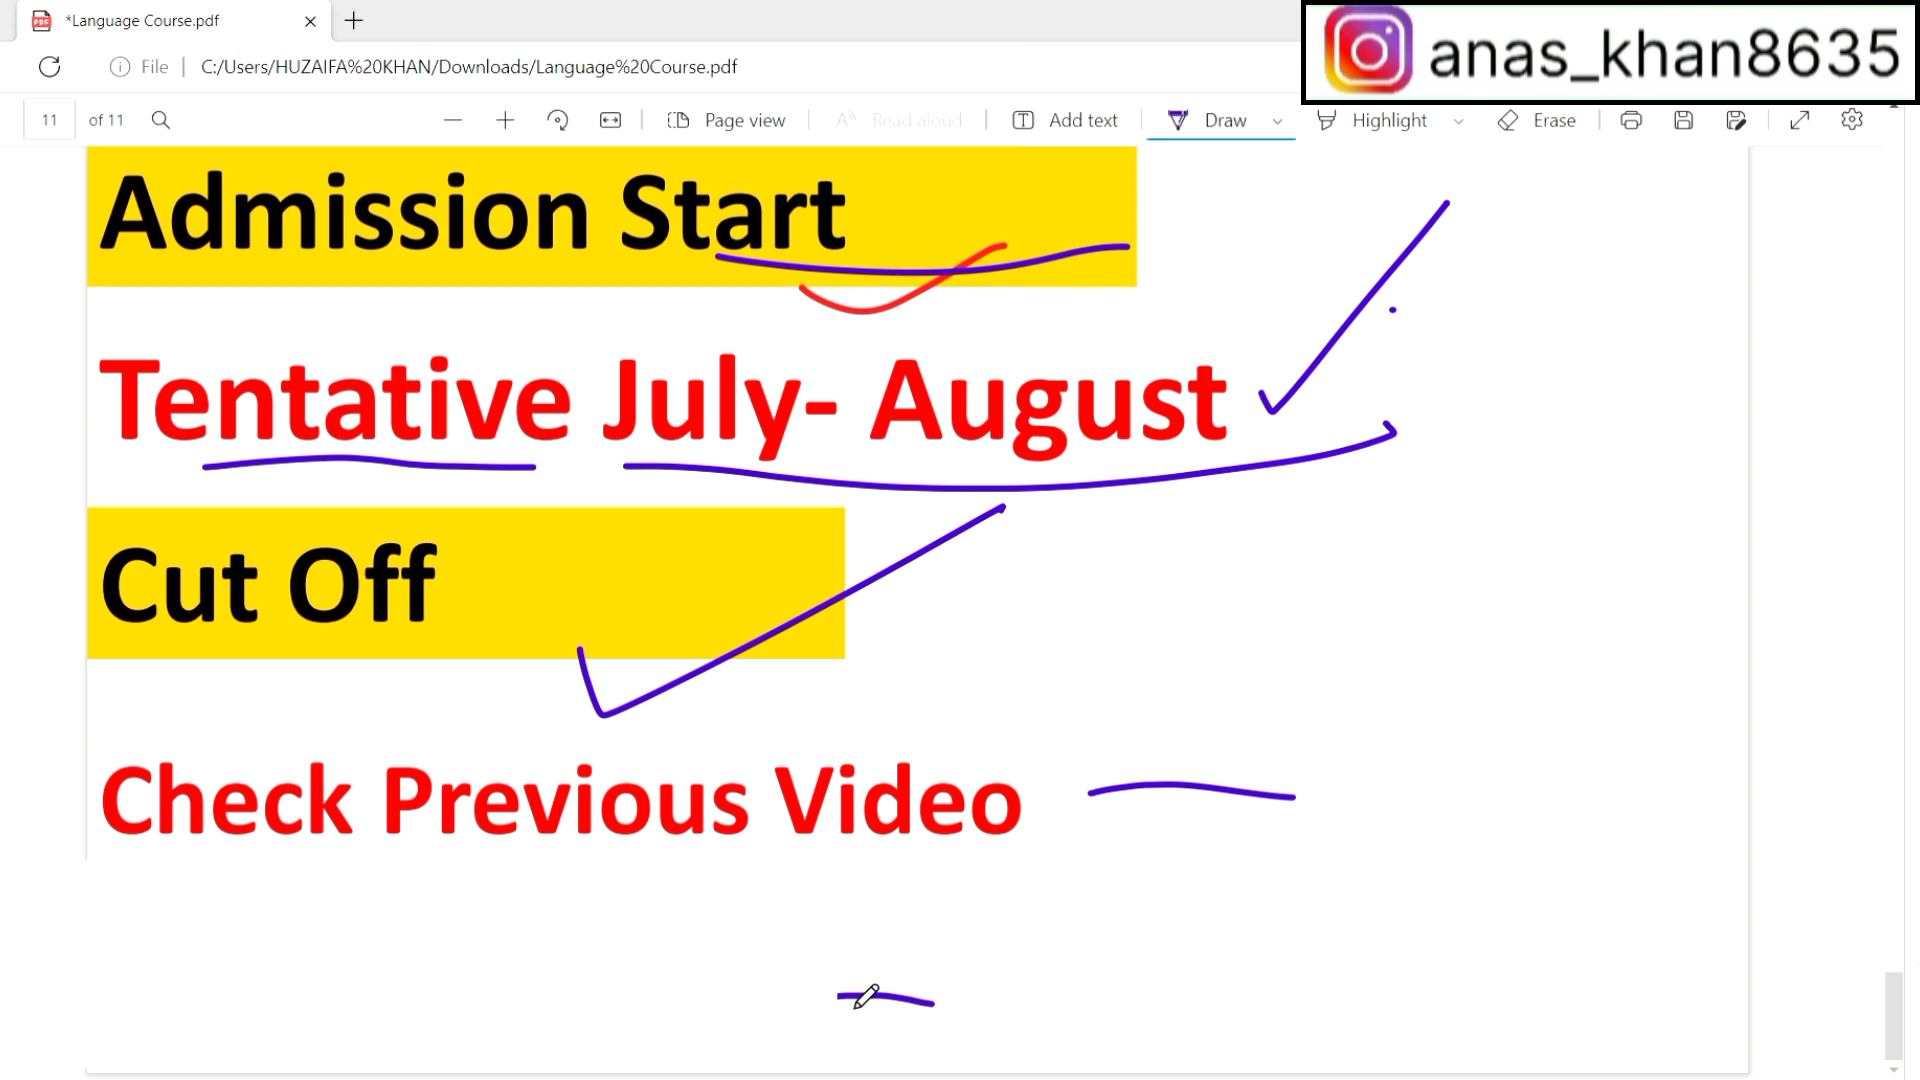 *Language Course.pdf
anas_khan8635
File C:/Users/HUZAIFA%20KHAN/Downloads/Language%20Course.pdf
11 of 11 Page view Read aloud Add text Draw Highlight Erase
Admission Start
Tentative July- August
Cut Off
Check Previous Video